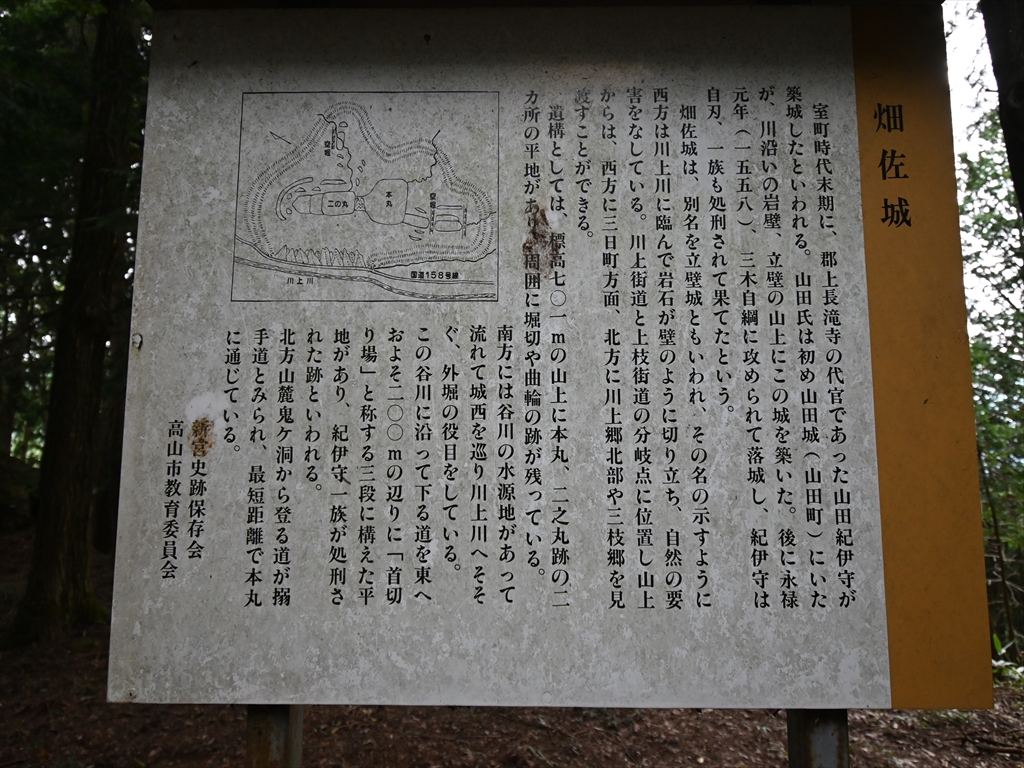 畑佐城
室町時代末期に、郡上長滝寺の代官であった山田紀伊守が
築城したといわれる。山田氏は初め山田城（山田町）にいた
が、川沿いの岩壁、立壁の山上にこの城を築いた。後に永禄
元年（一五五八）、三木自綱に攻められて落城し、紀伊守は
自刃、一族も処刑されて果てたという。
畑佐城は、別名を立壁城ともいわれ、その名の示すように
西方は川上川に臨んで岩石が壁のように切り立ち、自然の要
害をなしている。川上街道と上枝街道の分岐点に位置し山上
からは、西方に三日町方面、北方に川上郷北部や三枝郷を見
渡すことができる。
遺構としては、標高七〇一mの山上に本丸、二之丸跡の二
カ所の平地があり、周囲に堀切や曲輪の跡が残っている。
南方には谷川の水源地があって
流れて城西を巡り川上川へそそ
ぐ、外堀の役目をしている。
この谷川に沿って下る道を東へ
およそ二〇〇mの辺りに「首切
り場」と称する三段に構えた平
地があり、紀伊守一族が処刑さ
れた跡といわれる。
北方山麓鬼ケ洞から登る道が搦
手道とみられ、最短距離で本丸
に通じている。
新宮史跡保存会
高山市教育委員会
空堀
二の丸
本丸
空堀
国道158号線
川上川